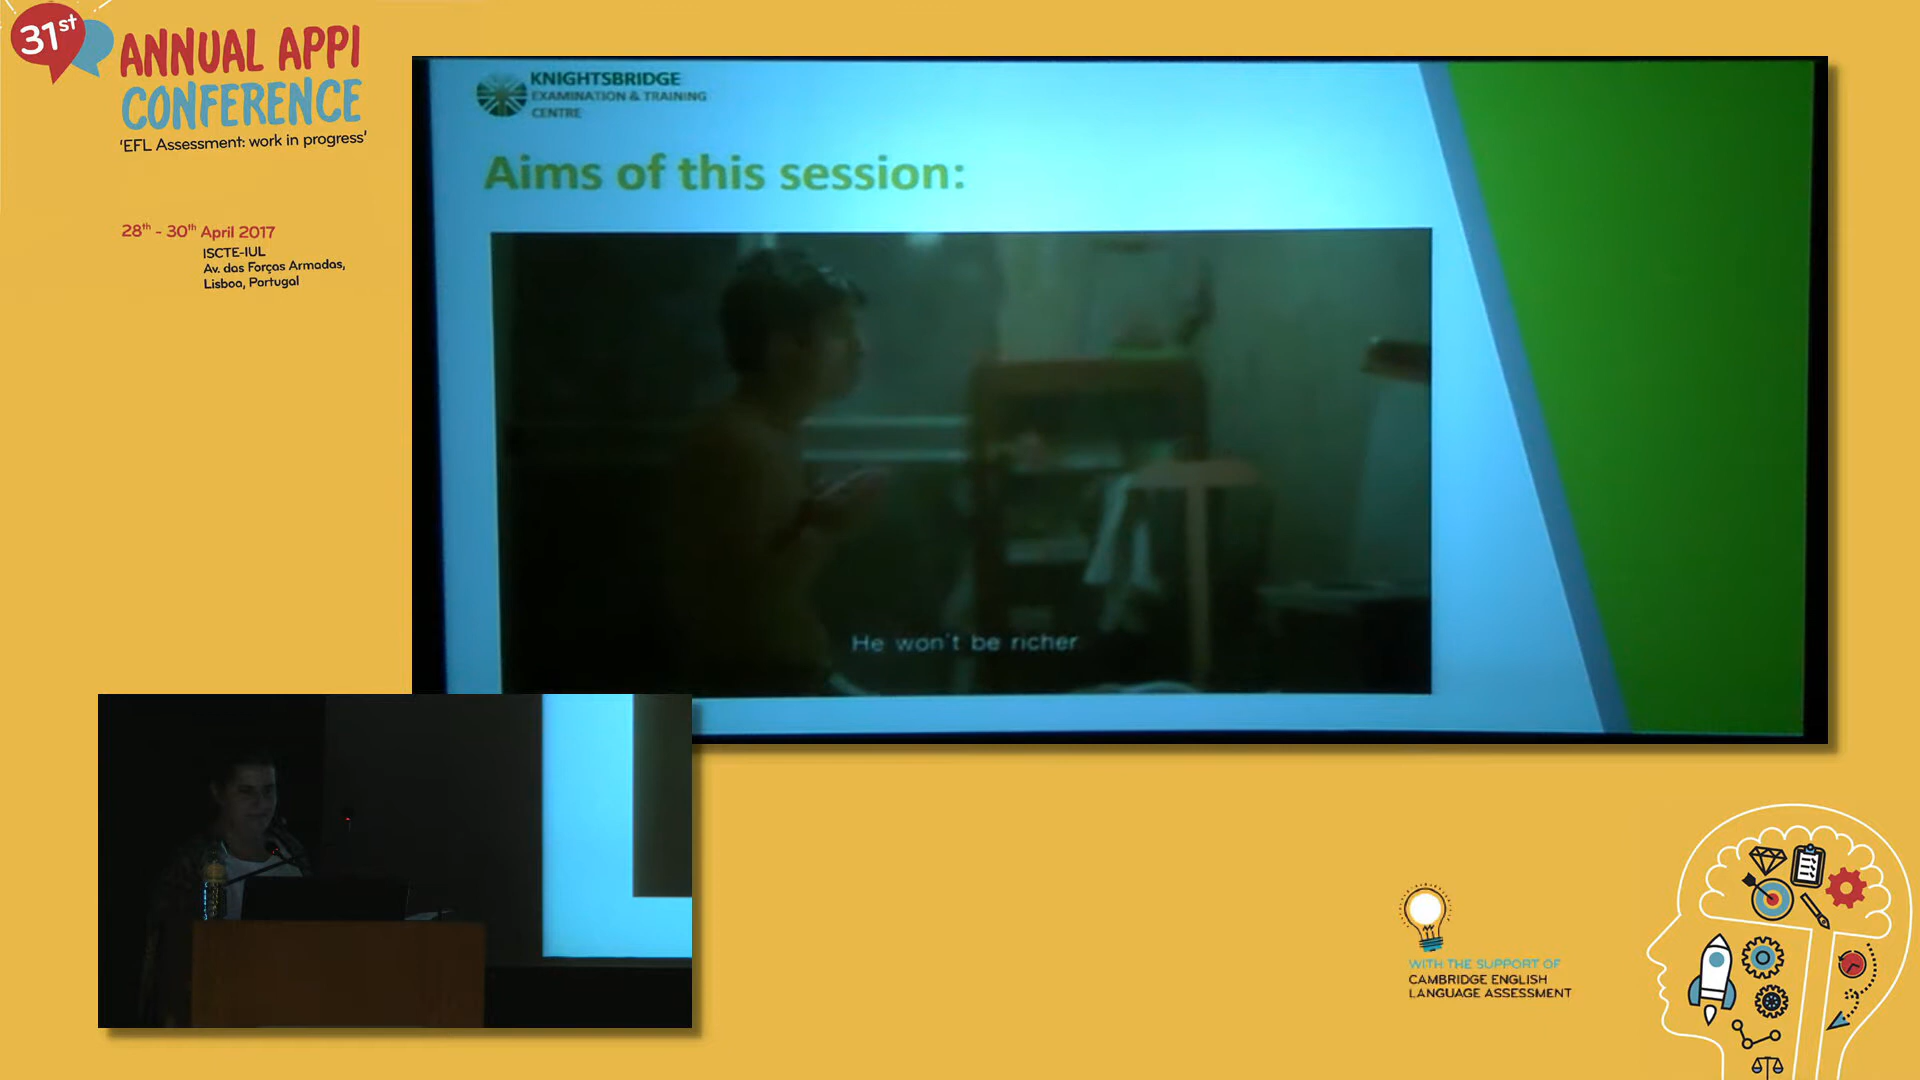 31st
ANNUAL APPI
CONFERENCE
'EFL Assessment: work in progress'
28th - 30th April 2017
ISCTE-IUL
Av. das Forças Armadas,
Lisboa, Portugal
KNIGHTSBRIDGE
EXAMINATION & TRAINING
CENTRE
Aims of this session:
He won't be richer
WITH THE SUPPORT OF
CAMBRIDGE ENGLISH
LANGUAGE ASSESSMENT